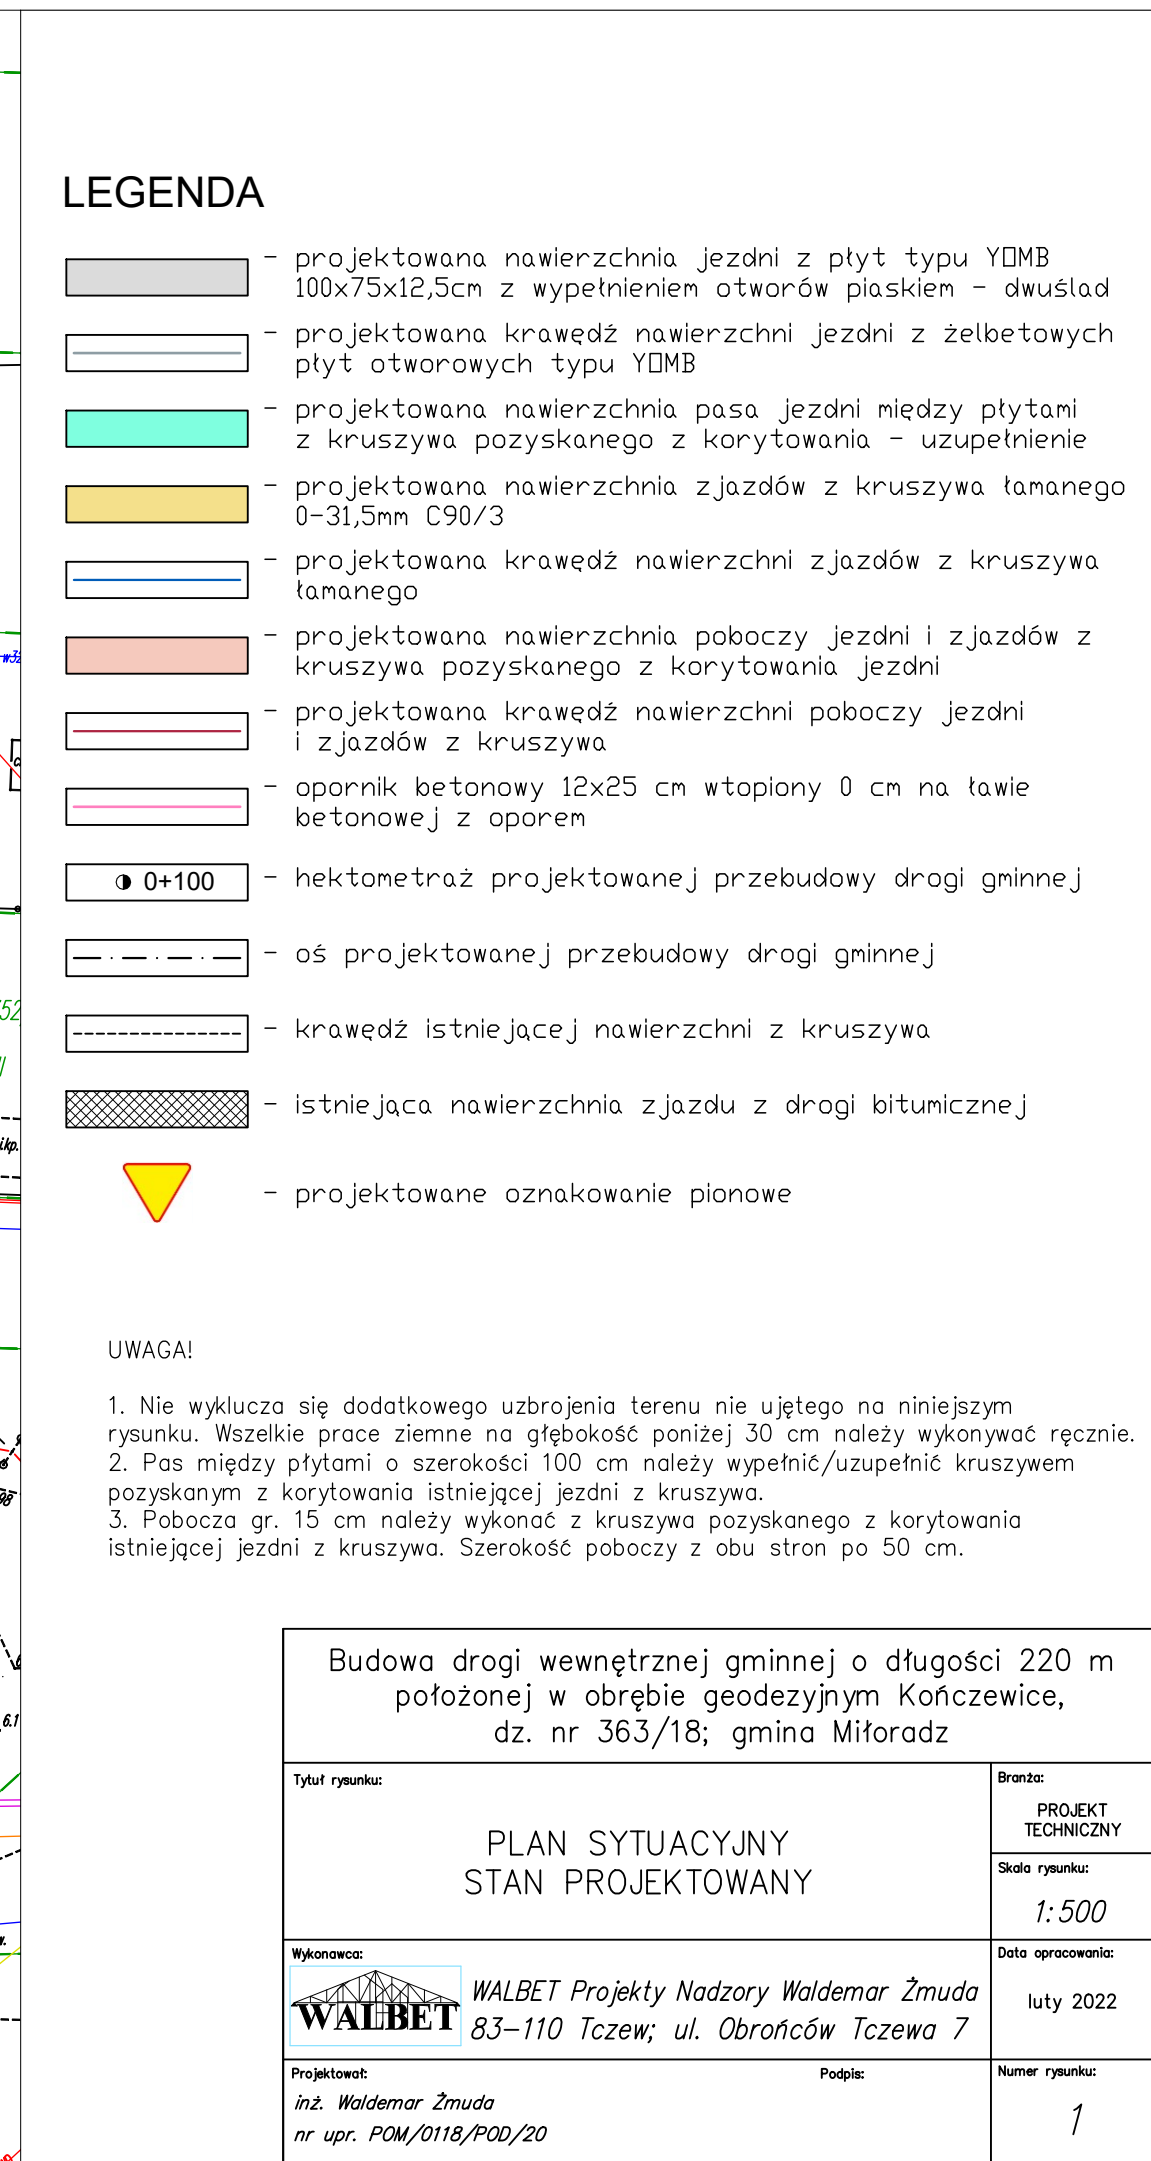 LEGENDA
- projektowana nawierzchnia jezdni z płyt typu Y□MB
100x75x12,5cm z wypełnieniem otworów piaskiem - dwuślad
- projektowana krawędź nawierzchni jezdni z żelbetowych
płyt otworowych typu Y□MB
- projektowana nawierzchnia pasa jezdni między płytami
z kruszywa pozyskanego z korytowania - uzupełnienie
- projektowana nawierzchnia zjazdów z kruszywa łamanego
0-31,5mm C90/3
- projektowana krawędź nawierzchni zjazdów z kruszywa
łamanego
- projektowana nawierzchnia poboczy jezdni i zjazdów z
kruszywa pozyskanego z korytowania jezdni
- projektowana krawędź nawierzchni poboczy jezdni
i zjazdów z kruszywa
- opornik betonowy 12x25 cm wtopiony 0 cm na ławie
betonowej z oporem
0+100 - hektometraż projektowanej przebudowy drogi gminnej
- oś projektowanej przebudowy drogi gminnej
- krawędź istniejącej nawierzchni z kruszywa
- istniejąca nawierzchnia zjazdu z drogi bitumicznej
- projektowane oznakowanie pionowe
UWAGA!
1. Nie wyklucza się dodatkowego uzbrojenia terenu nie ujętego na niniejszym
rysunku. Wszelkie prace ziemne na głębokość poniżej 30 cm należy wykonywać ręcznie.
2. Pas między płytami o szerokości 100 cm należy wypełnić/uzupełnić kruszywem
pozyskanym z korytowania istniejącej jezdni z kruszywa.
3. Pobocza gr. 15 cm należy wykonać z kruszywa pozyskanego z korytowania
istniejącej jezdni z kruszywa. Szerokość poboczy z obu stron po 50 cm.
Budowa drogi wewnętrznej gminnej o długości 220 m
położonej w obrębie geodezyjnym Kończewice,
dz. nr 363/18; gmina Miłoradz
Tytuł rysunku:
PLAN SYTUACYJNY
STAN PROJEKTOWANY
Branża:
PROJEKT
TECHNICZNY
Skala rysunku:
1:500
Wykonawca:
WALBET
WALBET Projekty Nadzory Waldemar Żmuda
83-110 Tczew; ul. Obrońców Tczewa 7
Data opracowania:
luty 2022
Projektował:
inż. Waldemar Żmuda
nr upr. POM/0118/POD/20
Podpis:
Numer rysunku:
1